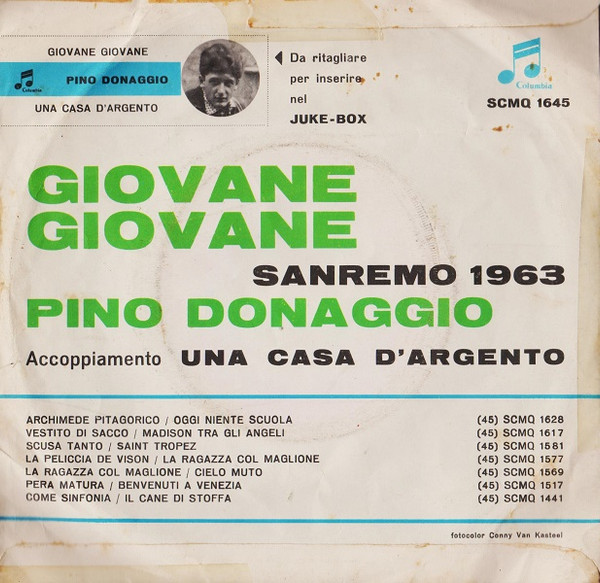 GIOVANE GIOVANE
Columbia
PINO DONAGGIO
UNA CASA D'ARGENTO
Da ritagliare
per inserire
nel
JUKE-BOX
Columbia
SCMQ 1645
GIOVANE
GIOVANE
SANREMO 1963
PINO DONAGGIO
Accoppiamento UNA CASA D'ARGENTO
ARCHIMEDE PITAGORICO / OGGI NIENTE SCUOLA (45) SCMQ 1628
VESTITO DI SACCO / MADISON TRA GLI ANGELI (45) SCMQ 1617
SCUSA TANTO / SAINT TROPEZ (45) SCMQ 1581
LA PELLICCIA DE VISON / LA RAGAZZA COL MAGLIONE (45) SCMQ 1577
LA RAGAZZA COL MAGLIONE / CIELO MUTO (45) SCMQ 1569
PERA MATURA / BENVENUTI A VENEZIA (45) SCMQ 1517
COME SINFONIA / IL CANE DI STOFFA (45) SCMQ 1441
fotocolor Conny Van Kasteel